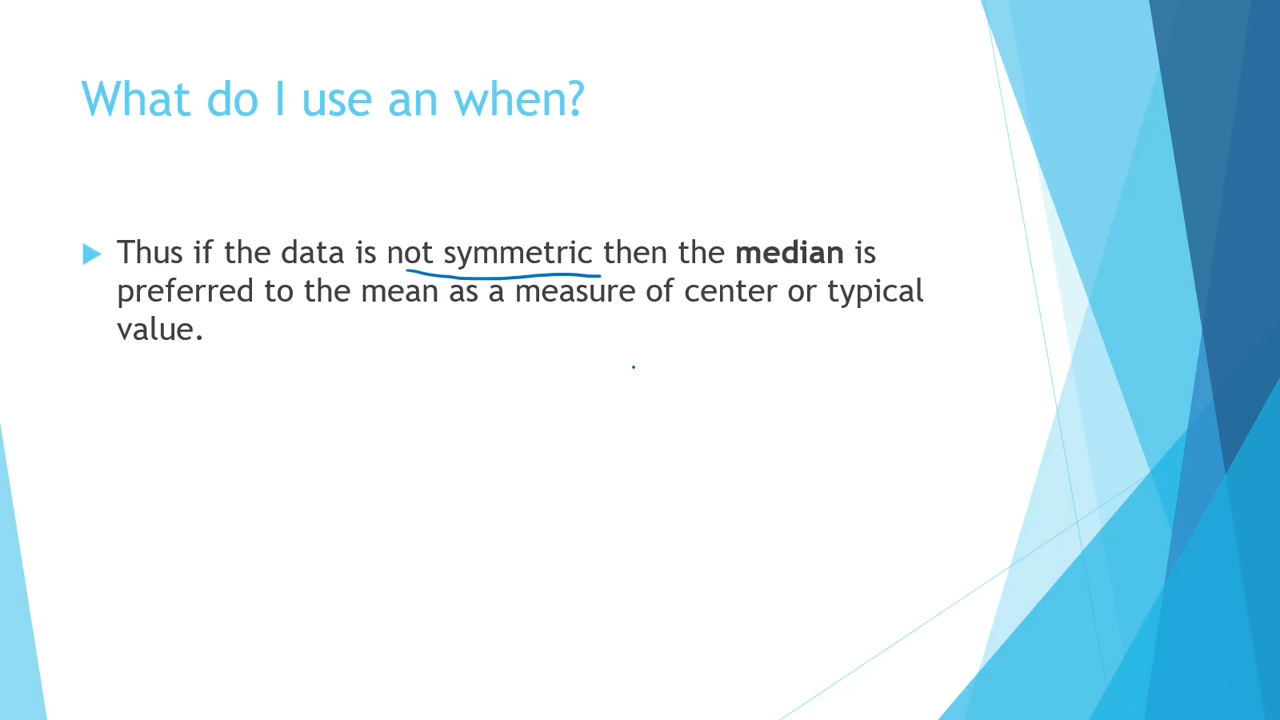 What do I use an when?
Thus if the data is not symmetric then the median is
preferred to the mean as a measure of center or typical
value.